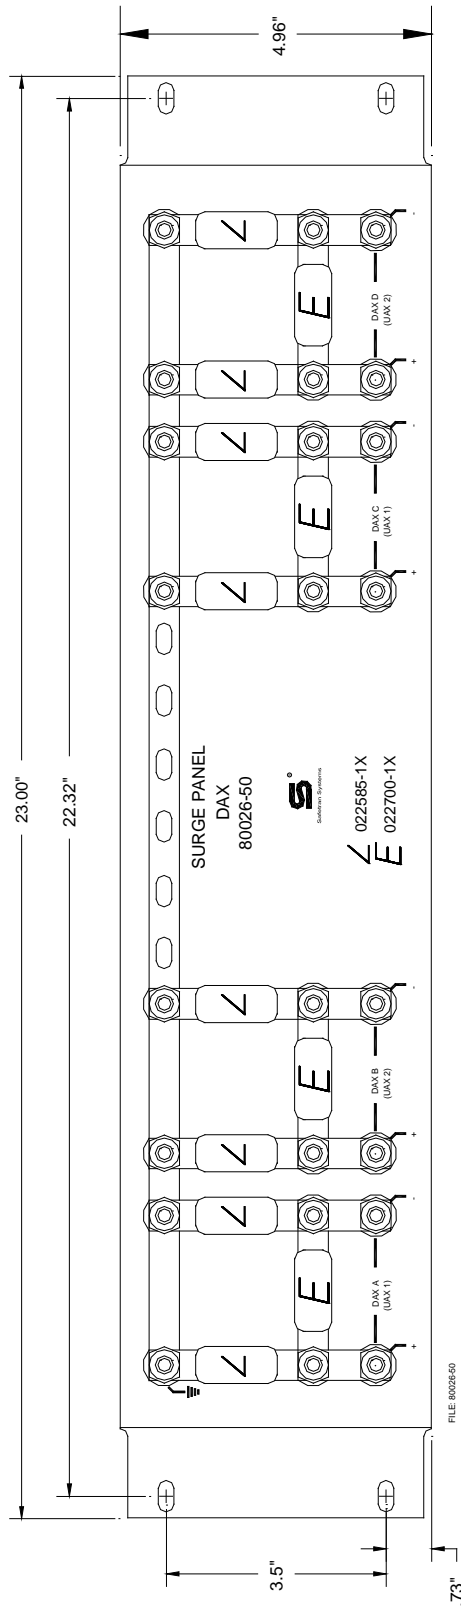 4.96"
23.00"
22.32"
L
L
L
L
L
L
L
L
E
E
E
E
-
DAX D
(UAX 2)
+
-
DAX C
(UAX 1)
+
SURGE PANEL
DAX
80026-50
S
®
Safetran Systems
L 022585-1X
E 022700-1X
-
DAX B
(UAX 2)
+
-
DAX A
(UAX 1)
+
FILE: 80026-50
3.5"
.73"